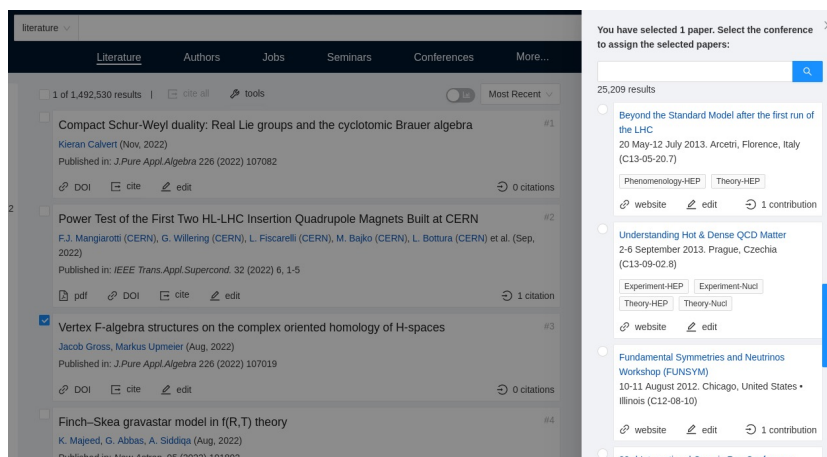 literature
Literature Authors Jobs Seminars Conferences More...
1 of 1,492,530 results | cite all tools Most Recent
Compact Schur-Weyl duality: Real Lie groups and the cyclotomic Brauer algebra #1
Kieran Calvert (Nov, 2022)
Published in: J.Pure Appl.Algebra 226 (2022) 107082
DOI cite edit 0 citations
2
Power Test of the First Two HL-LHC Insertion Quadrupole Magnets Built at CERN #2
F.J. Mangiarotti (CERN), G. Willering (CERN), L. Fiscarelli (CERN), M. Bajko (CERN), L. Bottura (CERN) et al. (Sep,
2022)
Published in: IEEE Trans.Appl.Supercond. 32 (2022) 6, 1-5
pdf DOI cite edit 1 citation
Vertex F-algebra structures on the complex oriented homology of H-spaces #3
Jacob Gross, Markus Upmeier (Aug, 2022)
Published in: J.Pure Appl.Algebra 226 (2022) 107019
DOI cite edit 0 citations
Finch–Skea gravastar model in f(R,T) theory #4
K. Majeed, G. Abbas, A. Siddiqa (Aug, 2022)
You have selected 1 paper. Select the conference
to assign the selected papers:
25,209 results
Beyond the Standard Model after the first run of
the LHC
20 May-12 July 2013. Arcetri, Florence, Italy
(C13-05-20.7)
Phenomenology-HEP Theory-HEP
website edit 1 contribution
Understanding Hot & Dense QCD Matter
2-6 September 2013. Prague, Czechia
(C13-09-02.8)
Experiment-HEP Experiment-Nucl
Theory-HEP Theory-Nucl
website edit
Fundamental Symmetries and Neutrinos
Workshop (FUNSYM)
10-11 August 2012. Chicago, United States •
Illinois (C12-08-10)
website edit 1 contribution